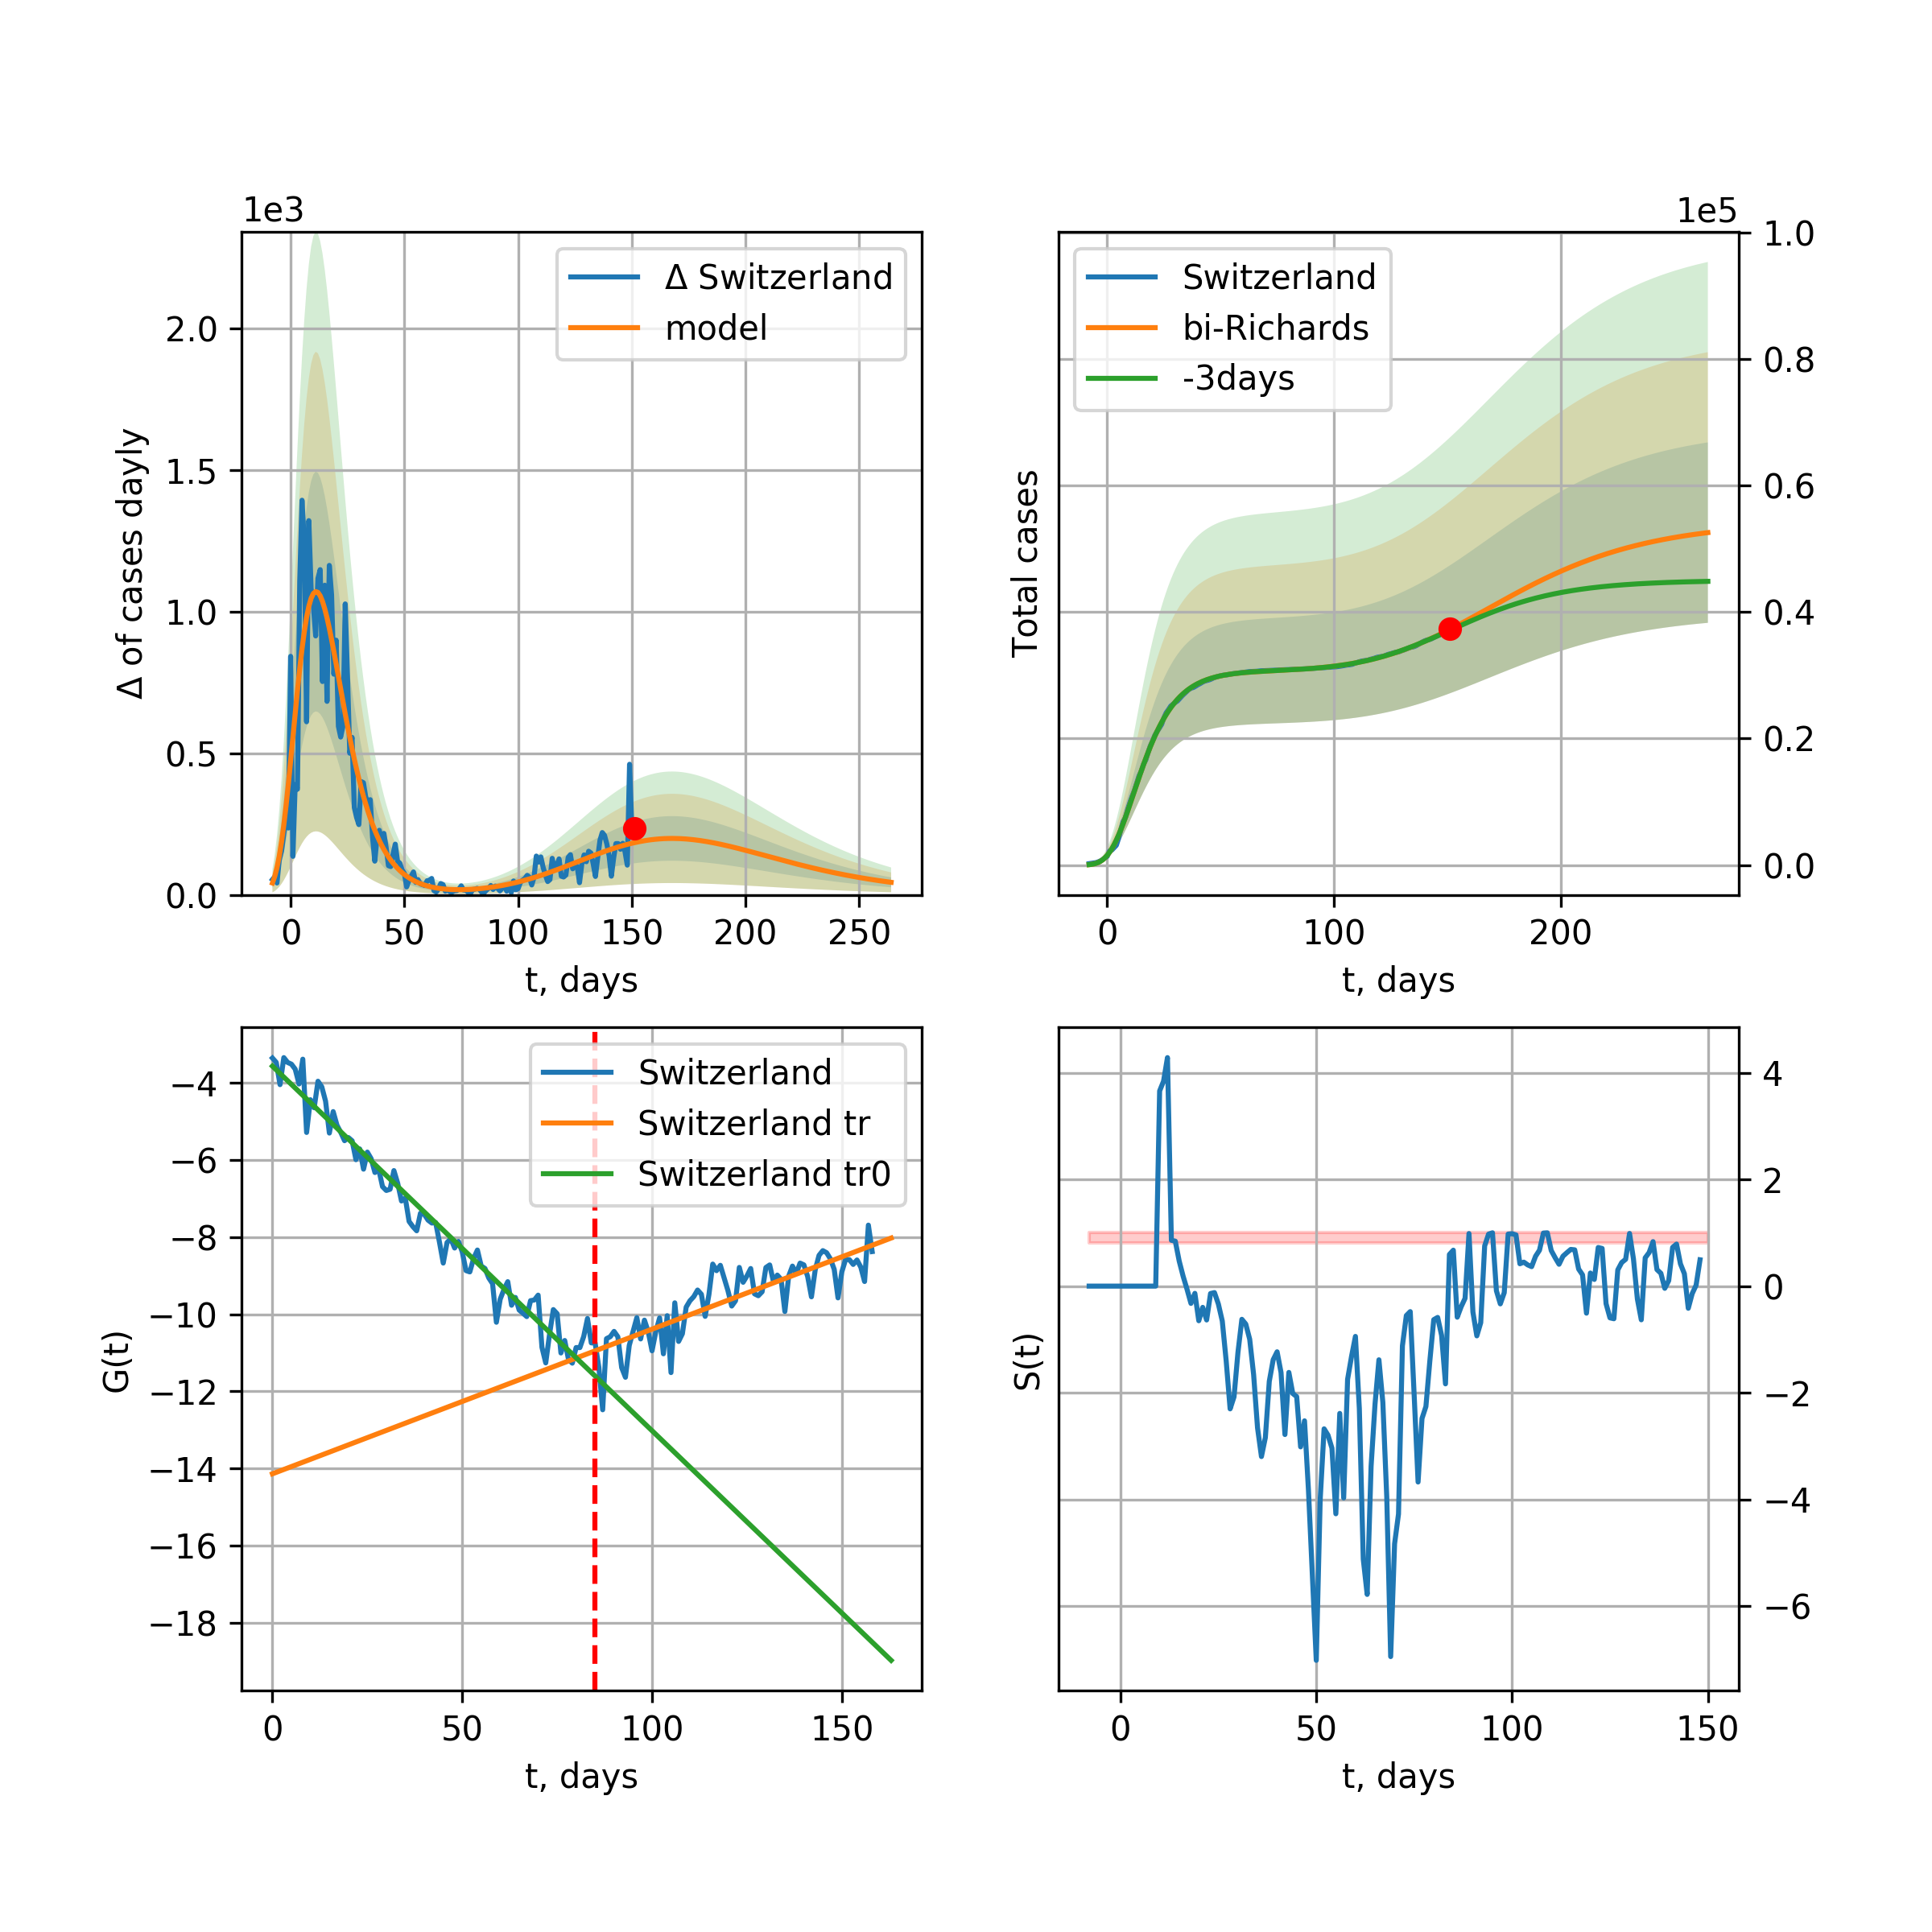 1e3
Δ Switzerland
model
2.0
1.5
1.0
0.5
0.0
Δ of cases dayly
0 50 100 150 200 250
t, days
1e5
Switzerland
bi-Richards
-3days
1.0
0.8
0.6
0.4
0.2
0.0
Total cases
0 100 200
t, days
Switzerland
Switzerland tr
Switzerland tr0
−4
−6
−8
−10
−12
−14
−16
−18
G(t)
0 50 100 150
t, days
4
2
0
−2
−4
−6
S(t)
0 50 100 150
t, days